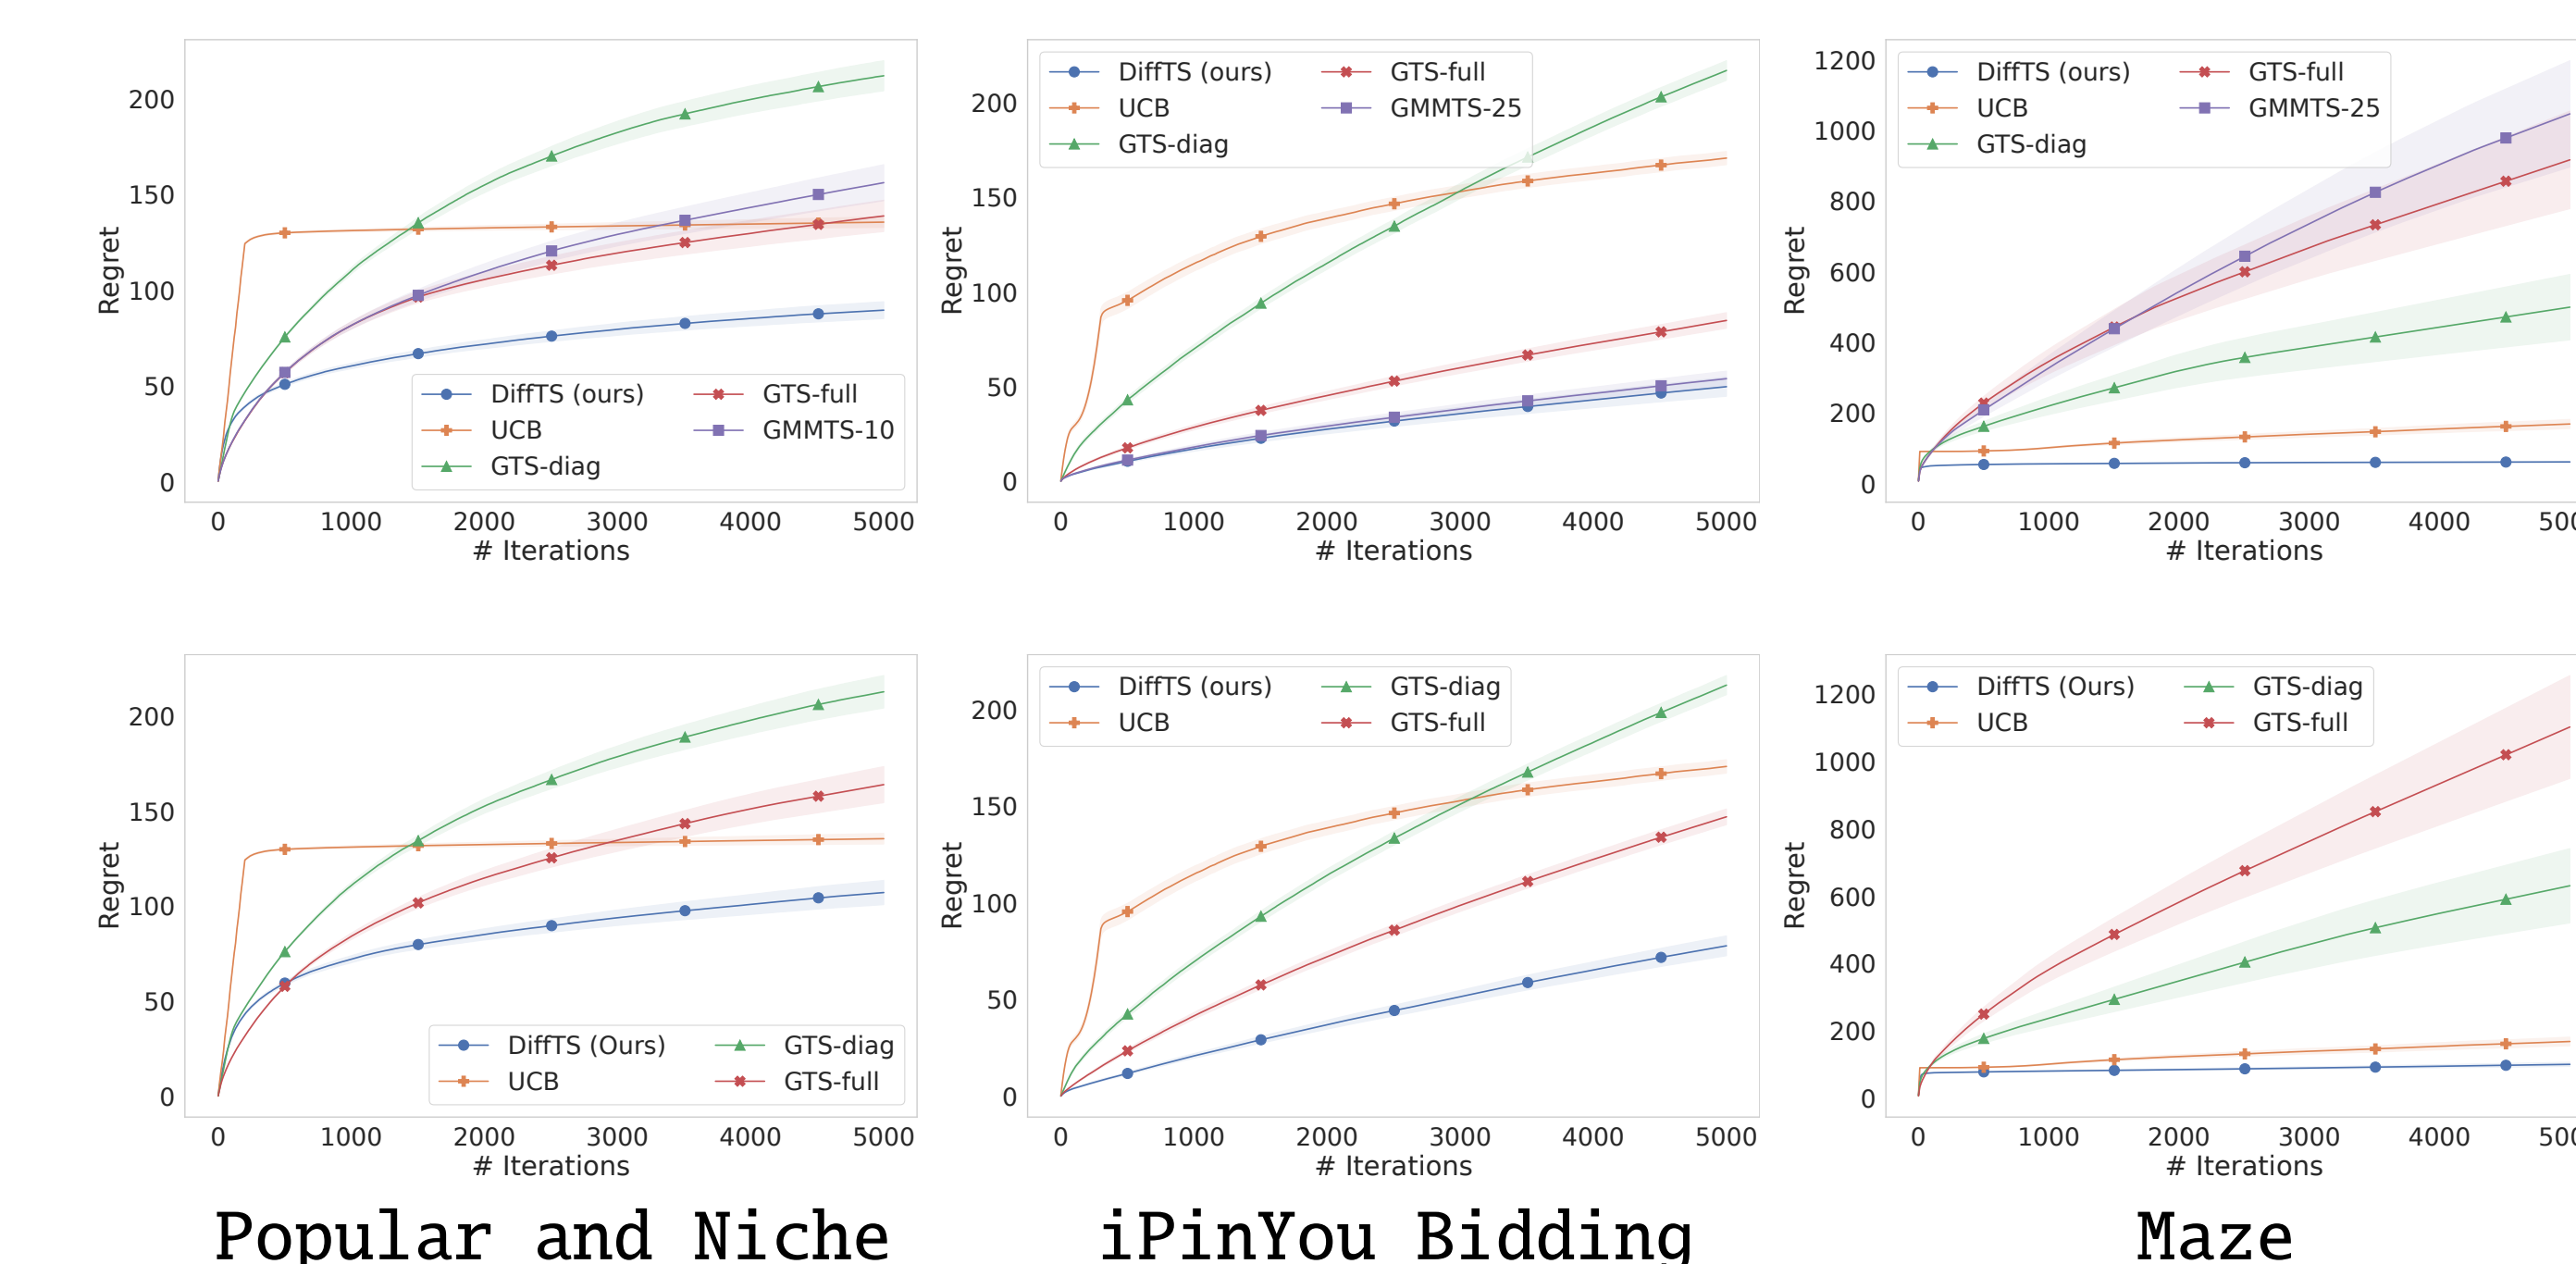 Regret
200
150
100
50
0
DiffTS (ours)
UCB
GTS-diag
GTS-full
GMMTS-10
0 1000 2000 3000 4000 5000
# Iterations
Regret
200
150
100
50
0
DiffTS (ours)
UCB
GTS-diag
GTS-full
GMMTS-25
0 1000 2000 3000 4000 5000
# Iterations
Regret
1200
1000
800
600
400
200
0
DiffTS (ours)
UCB
GTS-diag
GTS-full
GMMTS-25
0 1000 2000 3000 4000
# Iterations
Regret
200
150
100
50
0
DiffTS (Ours)
UCB
GTS-diag
GTS-full
0 1000 2000 3000 4000 5000
# Iterations
Popular and Niche
Regret
200
150
100
50
0
DiffTS (ours)
UCB
GTS-diag
GTS-full
0 1000 2000 3000 4000 5000
# Iterations
iPinYou Bidding
Regret
1200
1000
800
600
400
200
0
DiffTS (Ours)
UCB
GTS-diag
GTS-full
0 1000 2000 3000 4000
# Iterations
Maze